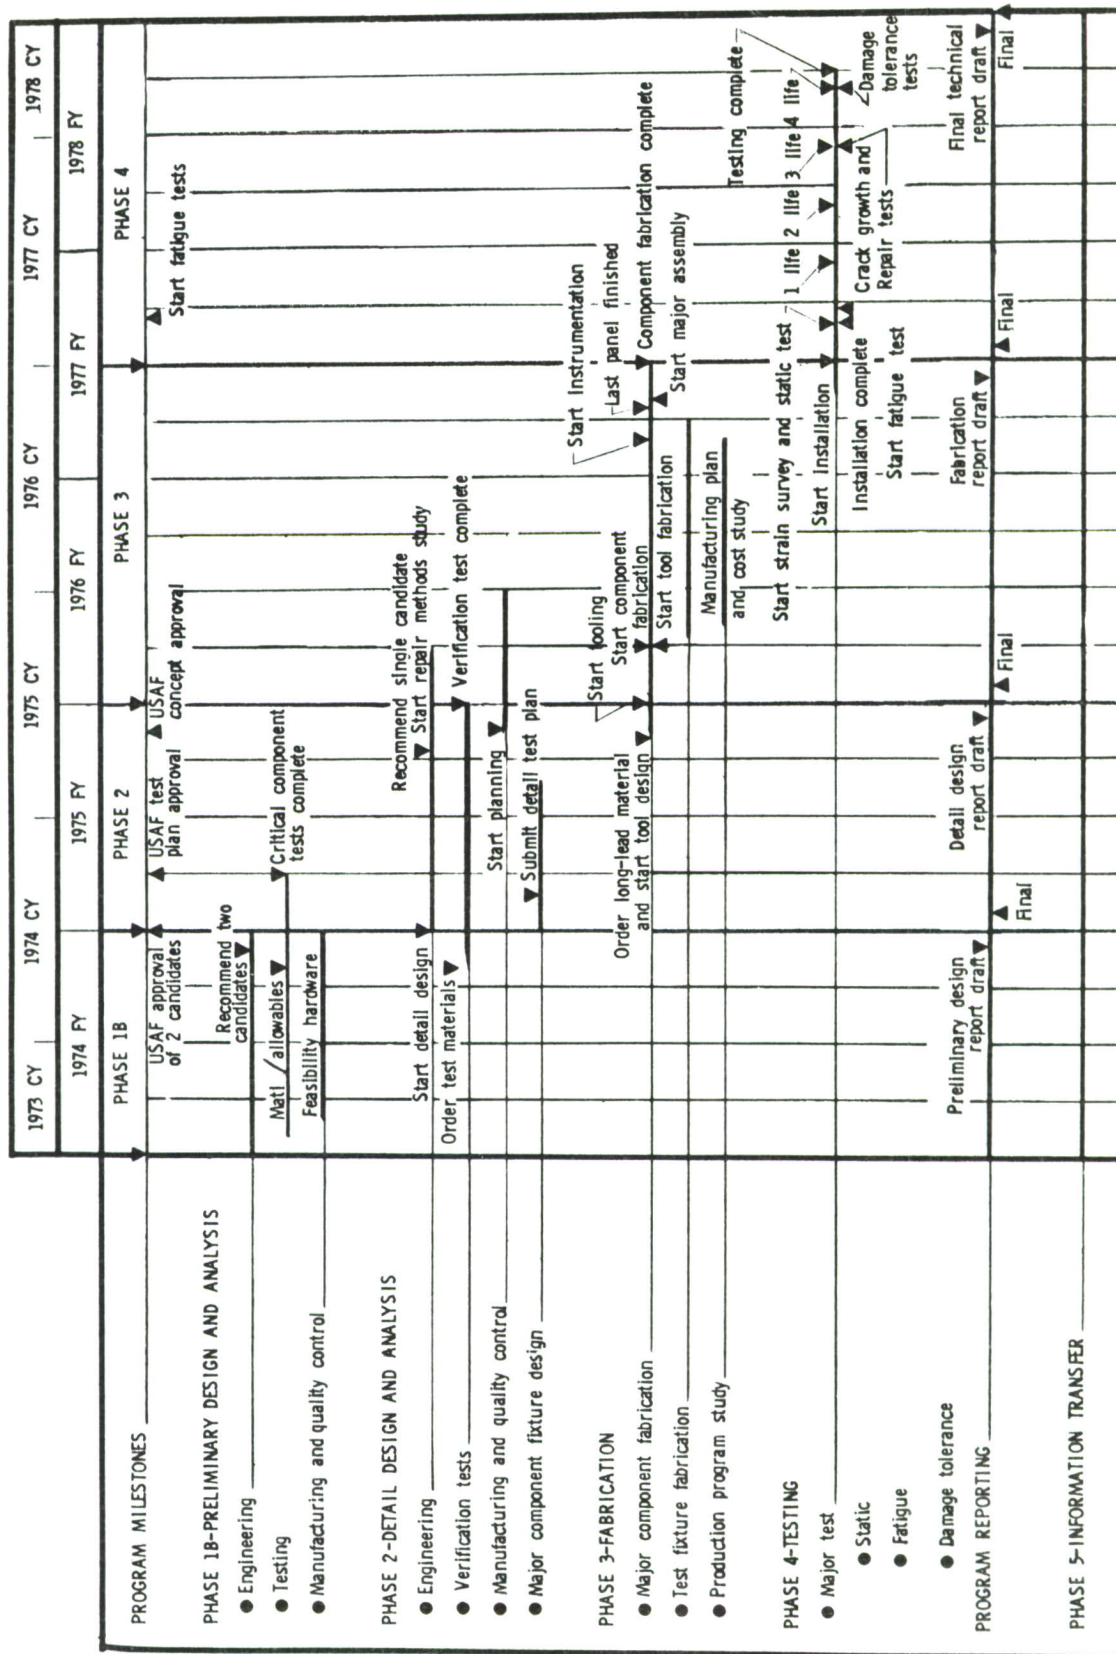 1973 CY 1974 CY 1975 CY 1976 CY 1977 CY 1978 CY
1974 FY 1975 FY 1976 FY 1977 FY 1978 FY
PHASE 1B PHASE 2 PHASE 3 PHASE 4
PROGRAM MILESTONES
USAF approval
of 2 candidates
USAF test
plan approval
USAF
concept approval
Start fatigue tests
PHASE 1B-PRELIMINARY DESIGN AND ANALYSIS
● Engineering
Recommend two
candidates
● Testing
Matl / allowables
Critical component
tests complete
● Manufacturing and quality control
Feasibility hardware
PHASE 2-DETAIL DESIGN AND ANALYSIS
Recommend single candidate
● Engineering
Start detail design
Start repair methods study
● Verification tests
Order test materials
Verification test complete
● Manufacturing and quality control
Start planning
● Major component fixture design
Submit detail test plan
PHASE 3-FABRICATION
Start tooling
Start component
fabrication
Start instrumentation
Last panel finished
● Major component fabrication
Order long-lead material
and start tool design
Component fabrication complete
Start tool fabrication
Start major assembly
● Test fixture fabrication
● Production program study
Manufacturing plan
and cost study
PHASE 4-TESTING
Testing complete
Start strain survey and static test
1 life 2 life 3 life 4 life
● Major test
Start installation
● Static
Installation complete
Crack growth and
Repair tests
Damage
tolerance
tests
● Fatigue
Start fatigue test
● Damage tolerance
PROGRAM REPORTING
Preliminary design
report draft
Final
Detail design
report draft
Final
Fabrication
report draft
Final
Final technical
report draft
Final
PHASE 5-INFORMATION TRANSFER